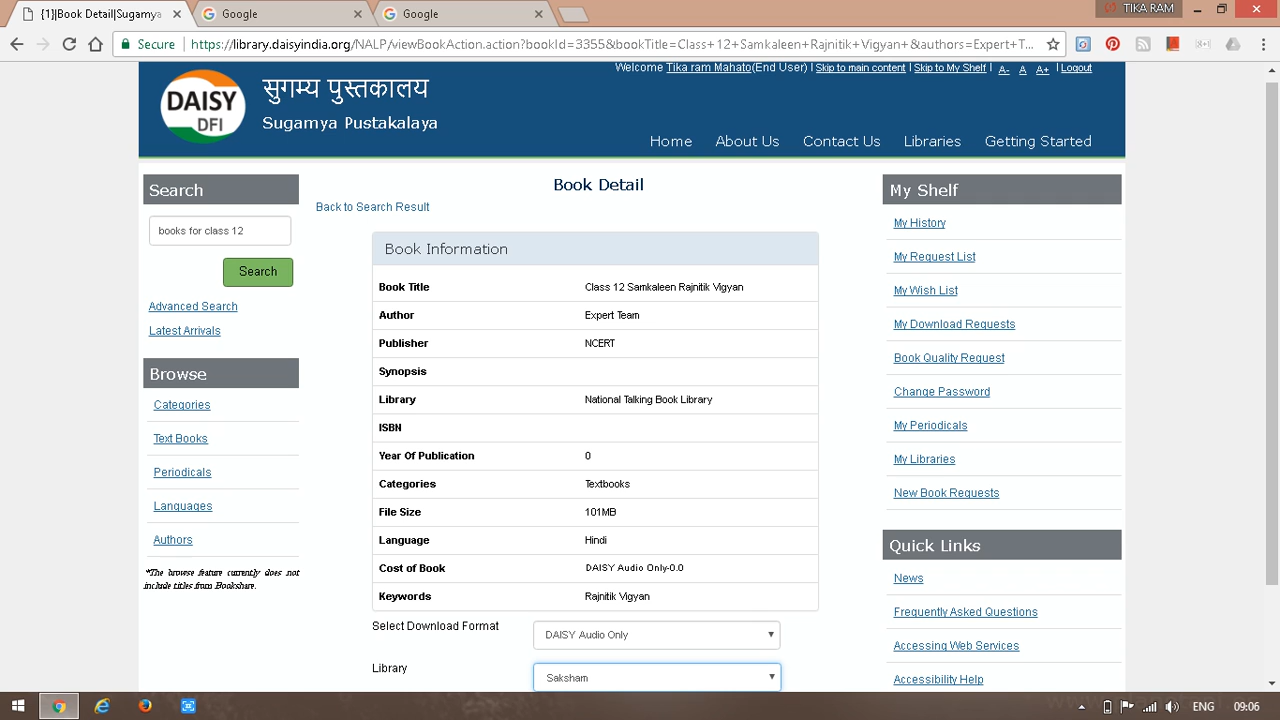 [1]|Book Detail|Sugamya
Google
Google
TIKA RAM
Secure
https://library.daisyindia.org/NALP/viewBookAction.action?bookId=3355&bookTitle=Class+12+Samkaleen+Rajnitik+Vigyan+&authors=Expert+T...
Welcome Tika ram Mahato(End User) | Skip to main content | Skip to My Shelf | A- A A+ | Logout
DAISY
DFI
सुगम्य पुस्तकालय
Sugamya Pustakalaya
Home About Us Contact Us Libraries Getting Started
Search
books for class 12
Search
Advanced Search
Latest Arrivals
Browse
Categories
Text Books
Periodicals
Languages
Authors
*The browse feature currently does not
include titles from Bookshare.
Book Detail
Back to Search Result
Book Information
Book Title Class 12 Samkaleen Rajnitik Vigyan
Author Expert Team
Publisher NCERT
Synopsis
Library National Talking Book Library
ISBN
Year Of Publication 0
Categories Textbooks
File Size 101MB
Language Hindi
Cost of Book DAISY Audio Only-0.0
Keywords Rajnitik Vigyan
Select Download Format DAISY Audio Only
Library Saksham
My Shelf
My History
My Request List
My Wish List
My Download Requests
Book Quality Request
Change Password
My Periodicals
My Libraries
New Book Requests
Quick Links
News
Frequently Asked Questions
Accessing Web Services
Accessibility Help
ENG 09:06